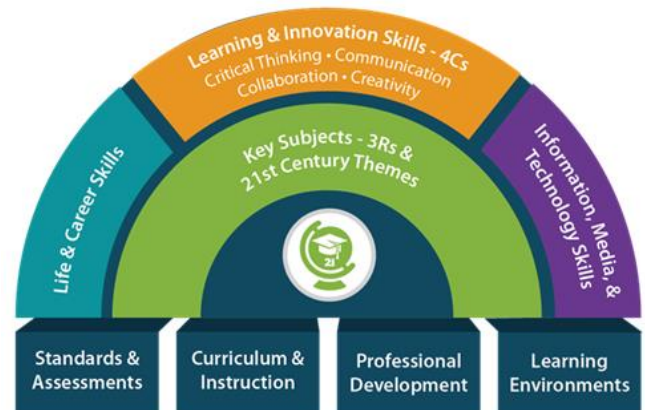 Learning & Innovation Skills - 4Cs
Critical Thinking • Communication
Collaboration • Creativity
Life & Career Skills
Key Subjects - 3Rs &
21st Century Themes
Information, Media, &
Technology Skills
21
Standards &
Assessments
Curriculum &
Instruction
Professional
Development
Learning
Environments